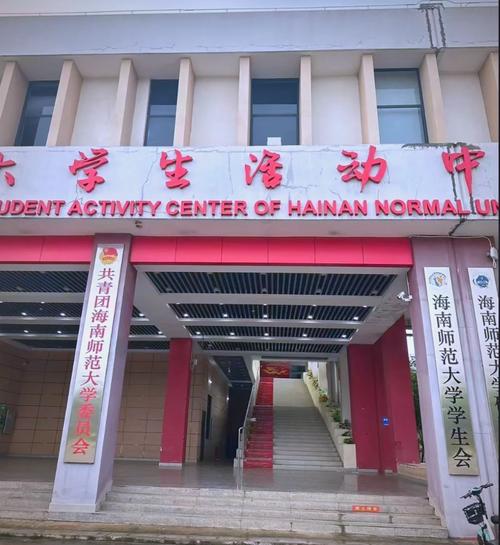 大学生活动中
UDENT ACTIVITY CENTER OF HAINAN NORMAL UN
共青团海南师范大学委员会
海南师范大学学生会
海南师范大学